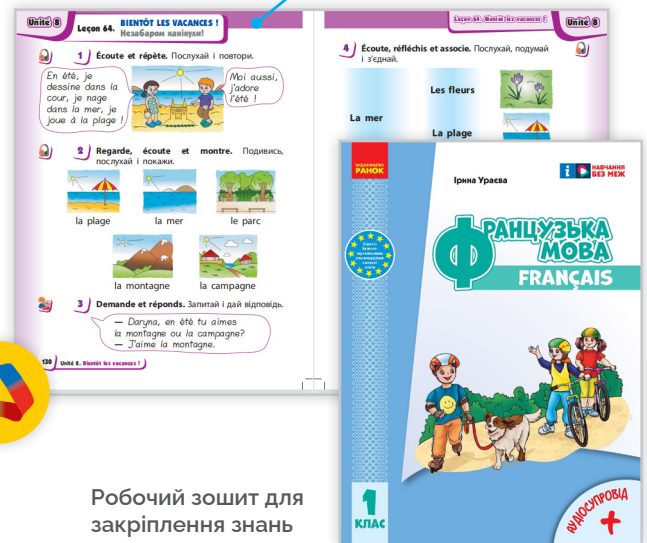 Unité 8
Leçon 64. BIENTÔT LES VACANCES !
Незабаром канікули!
1 Écoute et répète. Послухай і повтори.
En été, je
dessine dans la
cour, je nage
dans la mer, je
joue à la plage !
Moi aussi,
j'adore
l'été !
2 Regarde, écoute et montre. Подивись,
послухай і покажи.
la plage
la mer
le parc
la montagne
la campagne
3 Demande et réponds. Запитай і дай відповідь.
— Daryna, en été tu aimes
la montagne ou la campagne?
— J'aime la montagne.
130 Unité 8. Bientôt les vacances !
Leçon 64. Bientôt les vacances !
Unité 8
4 Écoute, réfléchis et associe. Послухай, подумай
і з'єднай.
Les fleurs
La mer
La plage
ВИДАВНИЦТВО
РАНОК
Ірина Ураєва
НАВЧАННЯ
БЕЗ МЕЖ
ФРАНЦУЗЬКА
МОВА
FRANÇAIS
1
КЛАС
АУДІОСУПРОВІД
+
Робочий зошит для
закріплення знань